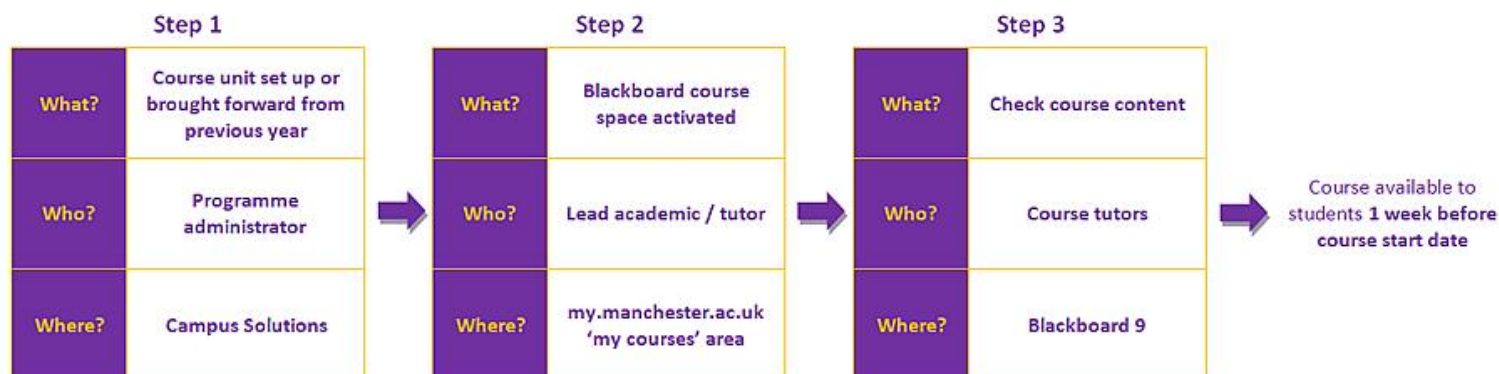 Step 1
What?
Course unit set up or
brought forward from
previous year
Who?
Programme
administrator
Where?
Campus Solutions
Step 2
What?
Blackboard course
space activated
Who?
Lead academic / tutor
Where?
my.manchester.ac.uk
‘my courses’ area
Step 3
What?
Check course content
Who?
Course tutors
Where?
Blackboard 9
Course available to
students 1 week before
course start date